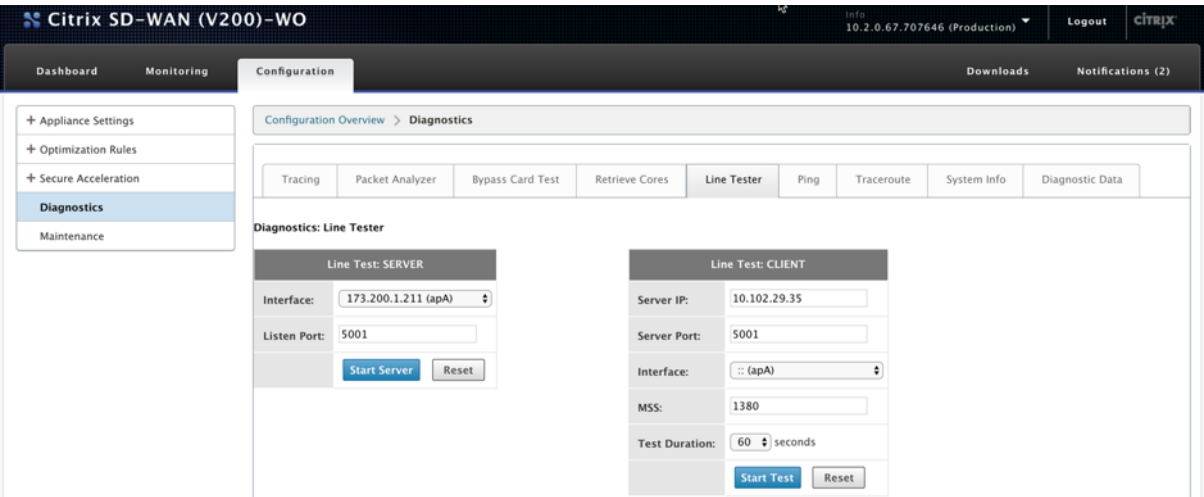 Citrix SD-WAN (V200)-WO
Info
10.2.0.67.707646 (Production)
Logout
CITRIX
Dashboard Monitoring Configuration Downloads Notifications (2)
+ Appliance Settings
+ Optimization Rules
+ Secure Acceleration
Diagnostics
Maintenance
Configuration Overview > Diagnostics
Tracing Packet Analyzer Bypass Card Test Retrieve Cores Line Tester Ping Traceroute System Info Diagnostic Data
Diagnostics: Line Tester
Line Test: SERVER
Interface: 173.200.1.211 (apA)
Listen Port: 5001
Start Server Reset
Line Test: CLIENT
Server IP: 10.102.29.35
Server Port: 5001
Interface: :: (apA)
MSS: 1380
Test Duration: 60 seconds
Start Test Reset